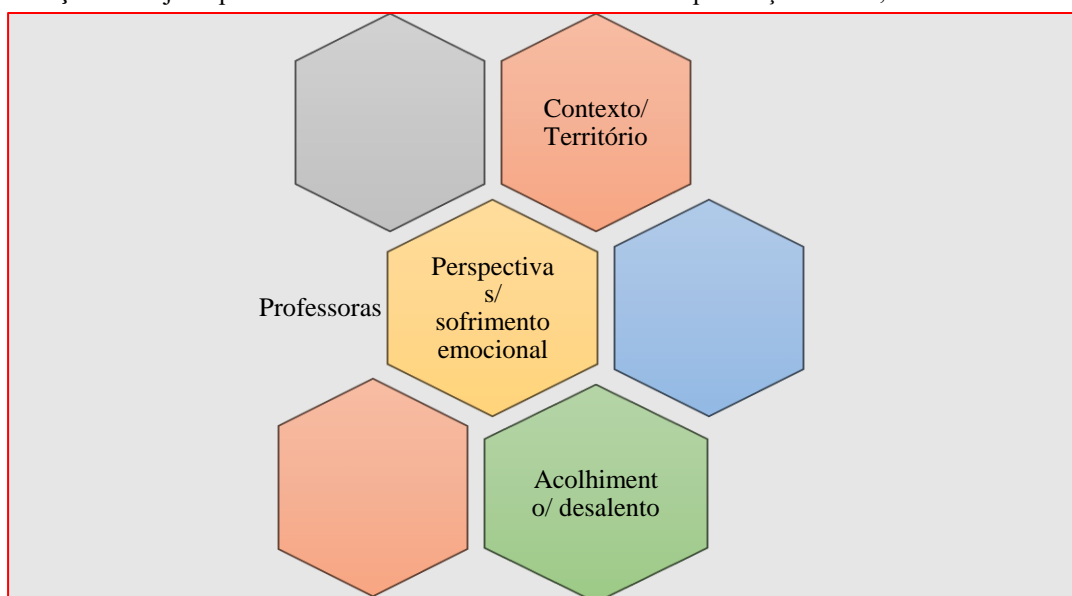 Contexto/
Território
Professoras
Perspectiva
s/
sofrimento
emocional
Acolhiment
o/ desalento